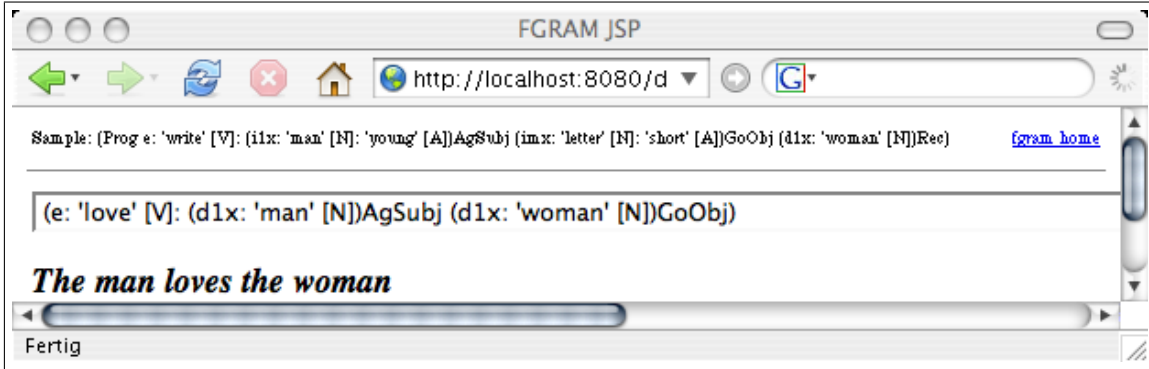 FGRAM JSP
http://localhost:8080/d
G
Sample: (Prog e: 'write' [V]: (i1x: 'man' [N]: 'young' [A])AgSubj (imx: 'letter' [N]: 'short' [A])GoObj (d1x: 'woman' [N])Rec) fgram home
(e: 'love' [V]: (d1x: 'man' [N])AgSubj (d1x: 'woman' [N])GoObj)
The man loves the woman
Fertig